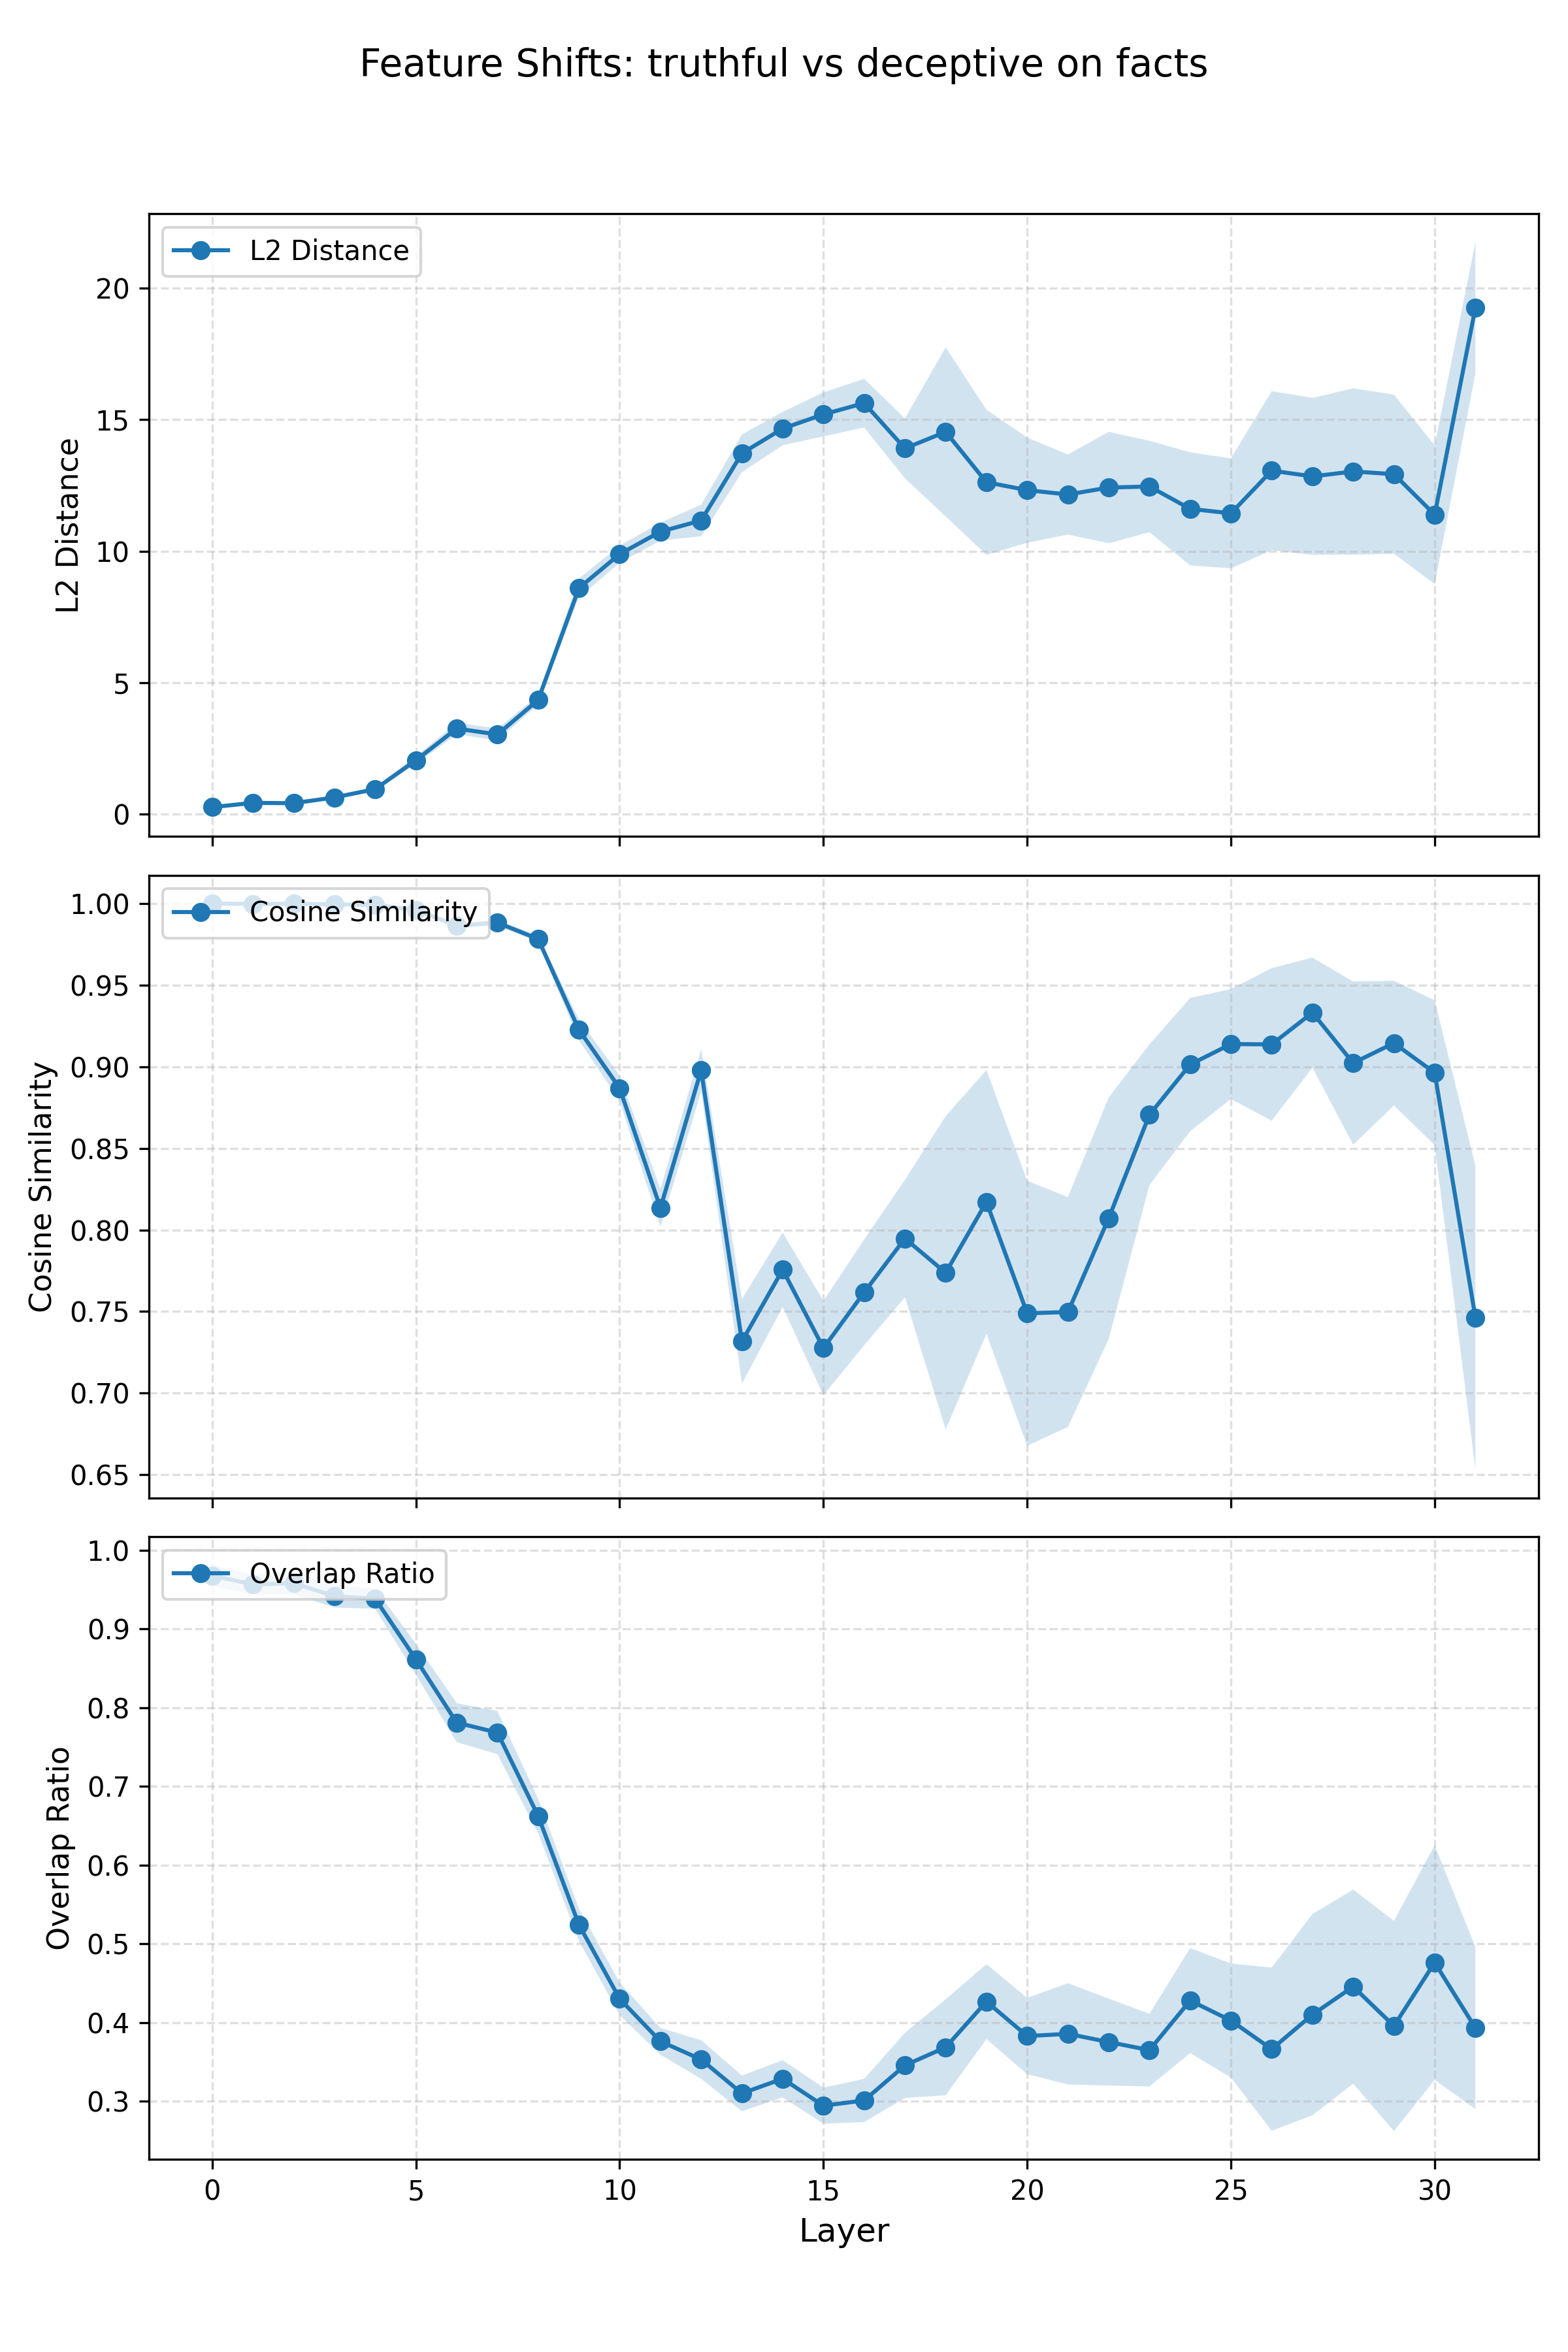 Feature Shifts: truthful vs deceptive on facts
L2 Distance
L2 Distance
20
15
10
5
0
Cosine Similarity
Cosine Similarity
1.00
0.95
0.90
0.85
0.80
0.75
0.70
0.65
Overlap Ratio
Overlap Ratio
1.0
0.9
0.8
0.7
0.6
0.5
0.4
0.3
0 5 10 15 20 25 30
Layer